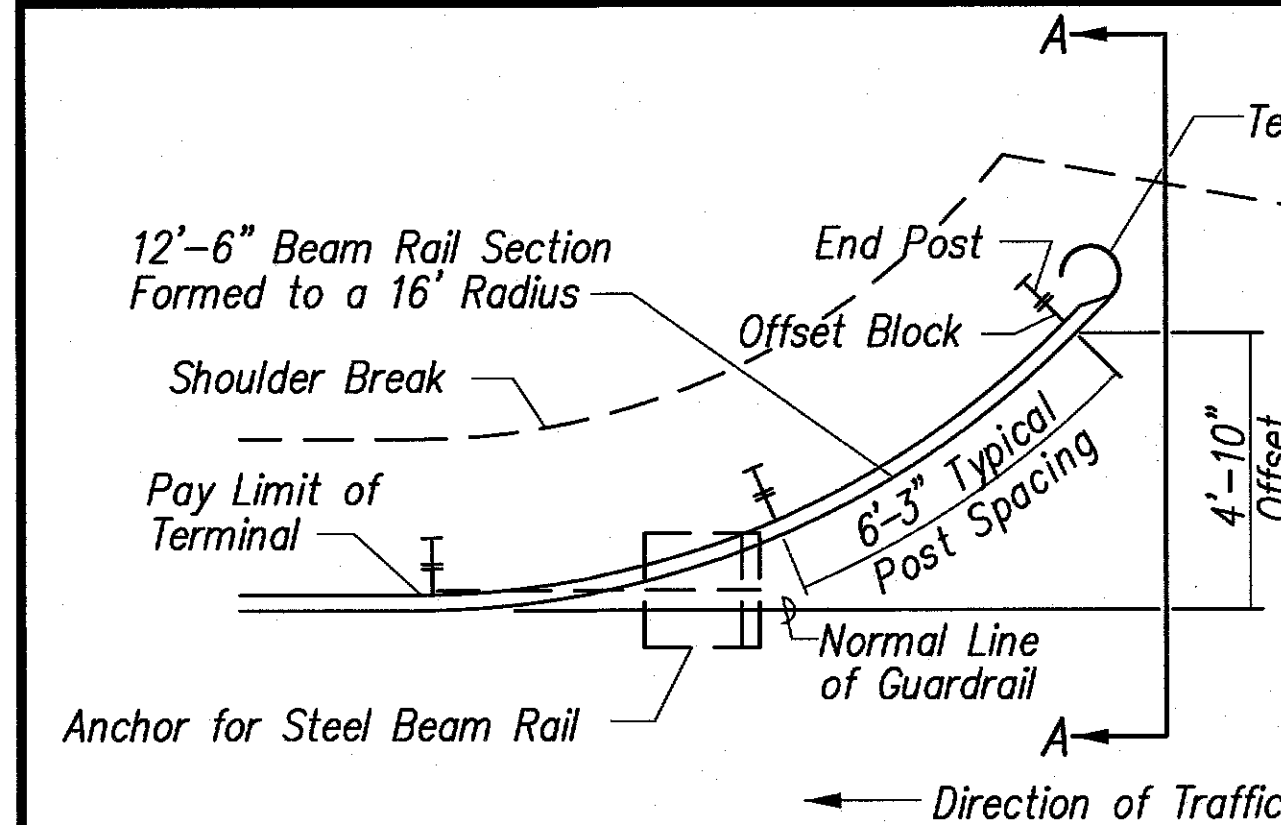 A
Te
12'-6" Beam Rail Section
Formed to a 16' Radius
End Post
Offset Block
Shoulder Break
4'-10"
Offset
6'-3" Typical
Post Spacing
Pay Limit of
Terminal
Normal Line
of Guardrail
Anchor for Steel Beam Rail
A
Direction of Traffic